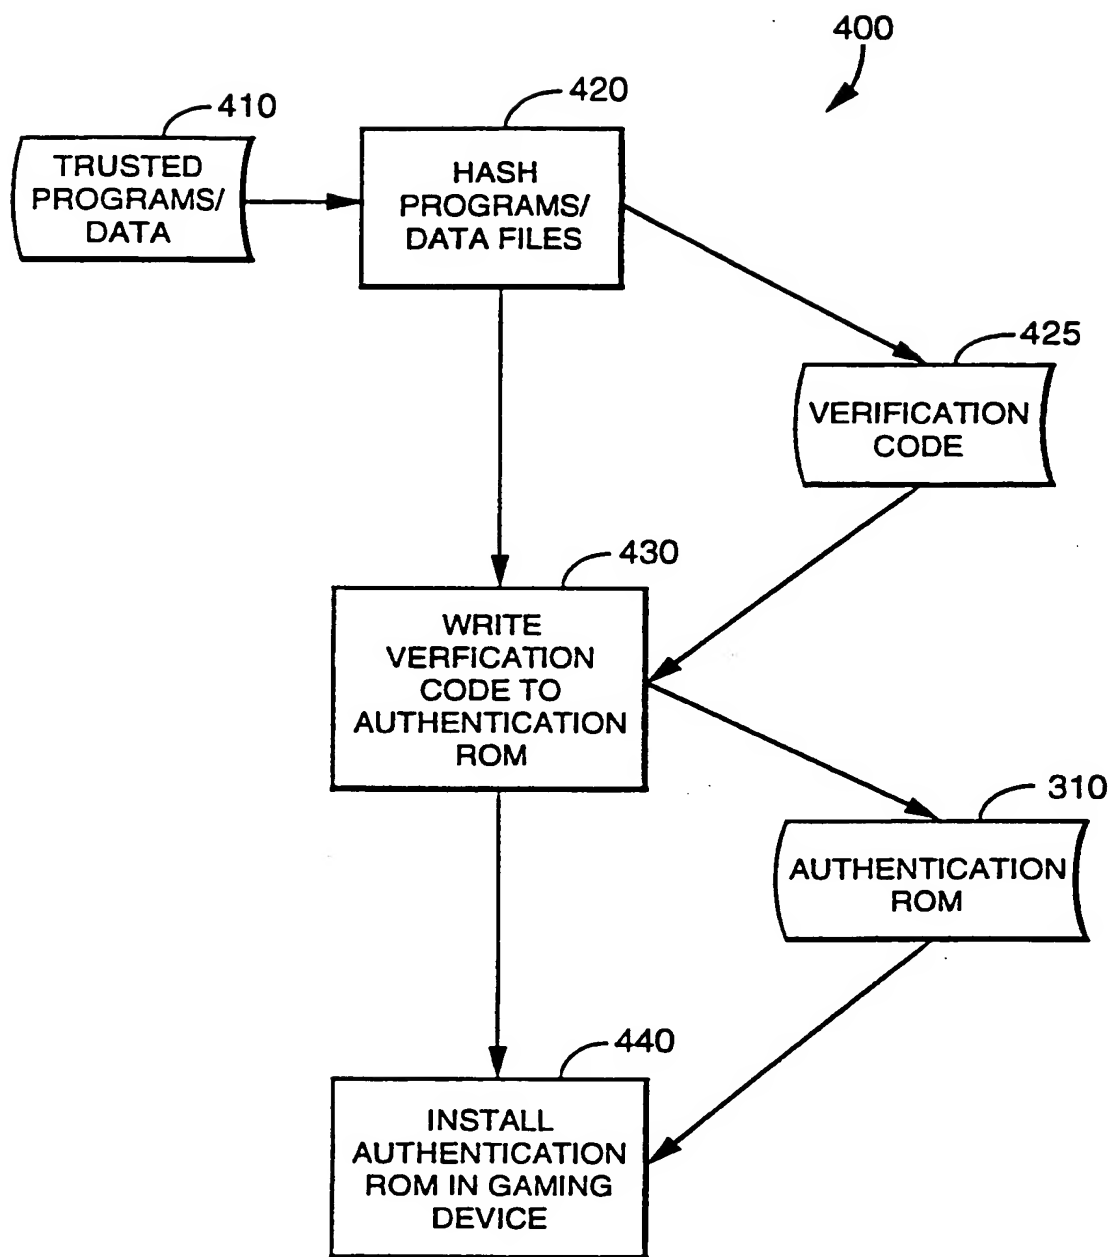 400
410
TRUSTED
PROGRAMS/
DATA
420
HASH
PROGRAMS/
DATA FILES
425
VERIFICATION
CODE
430
WRITE
VERFICATION
CODE TO
AUTHENTICATION
ROM
310
AUTHENTICATION
ROM
440
INSTALL
AUTHENTICATION
ROM IN GAMING
DEVICE